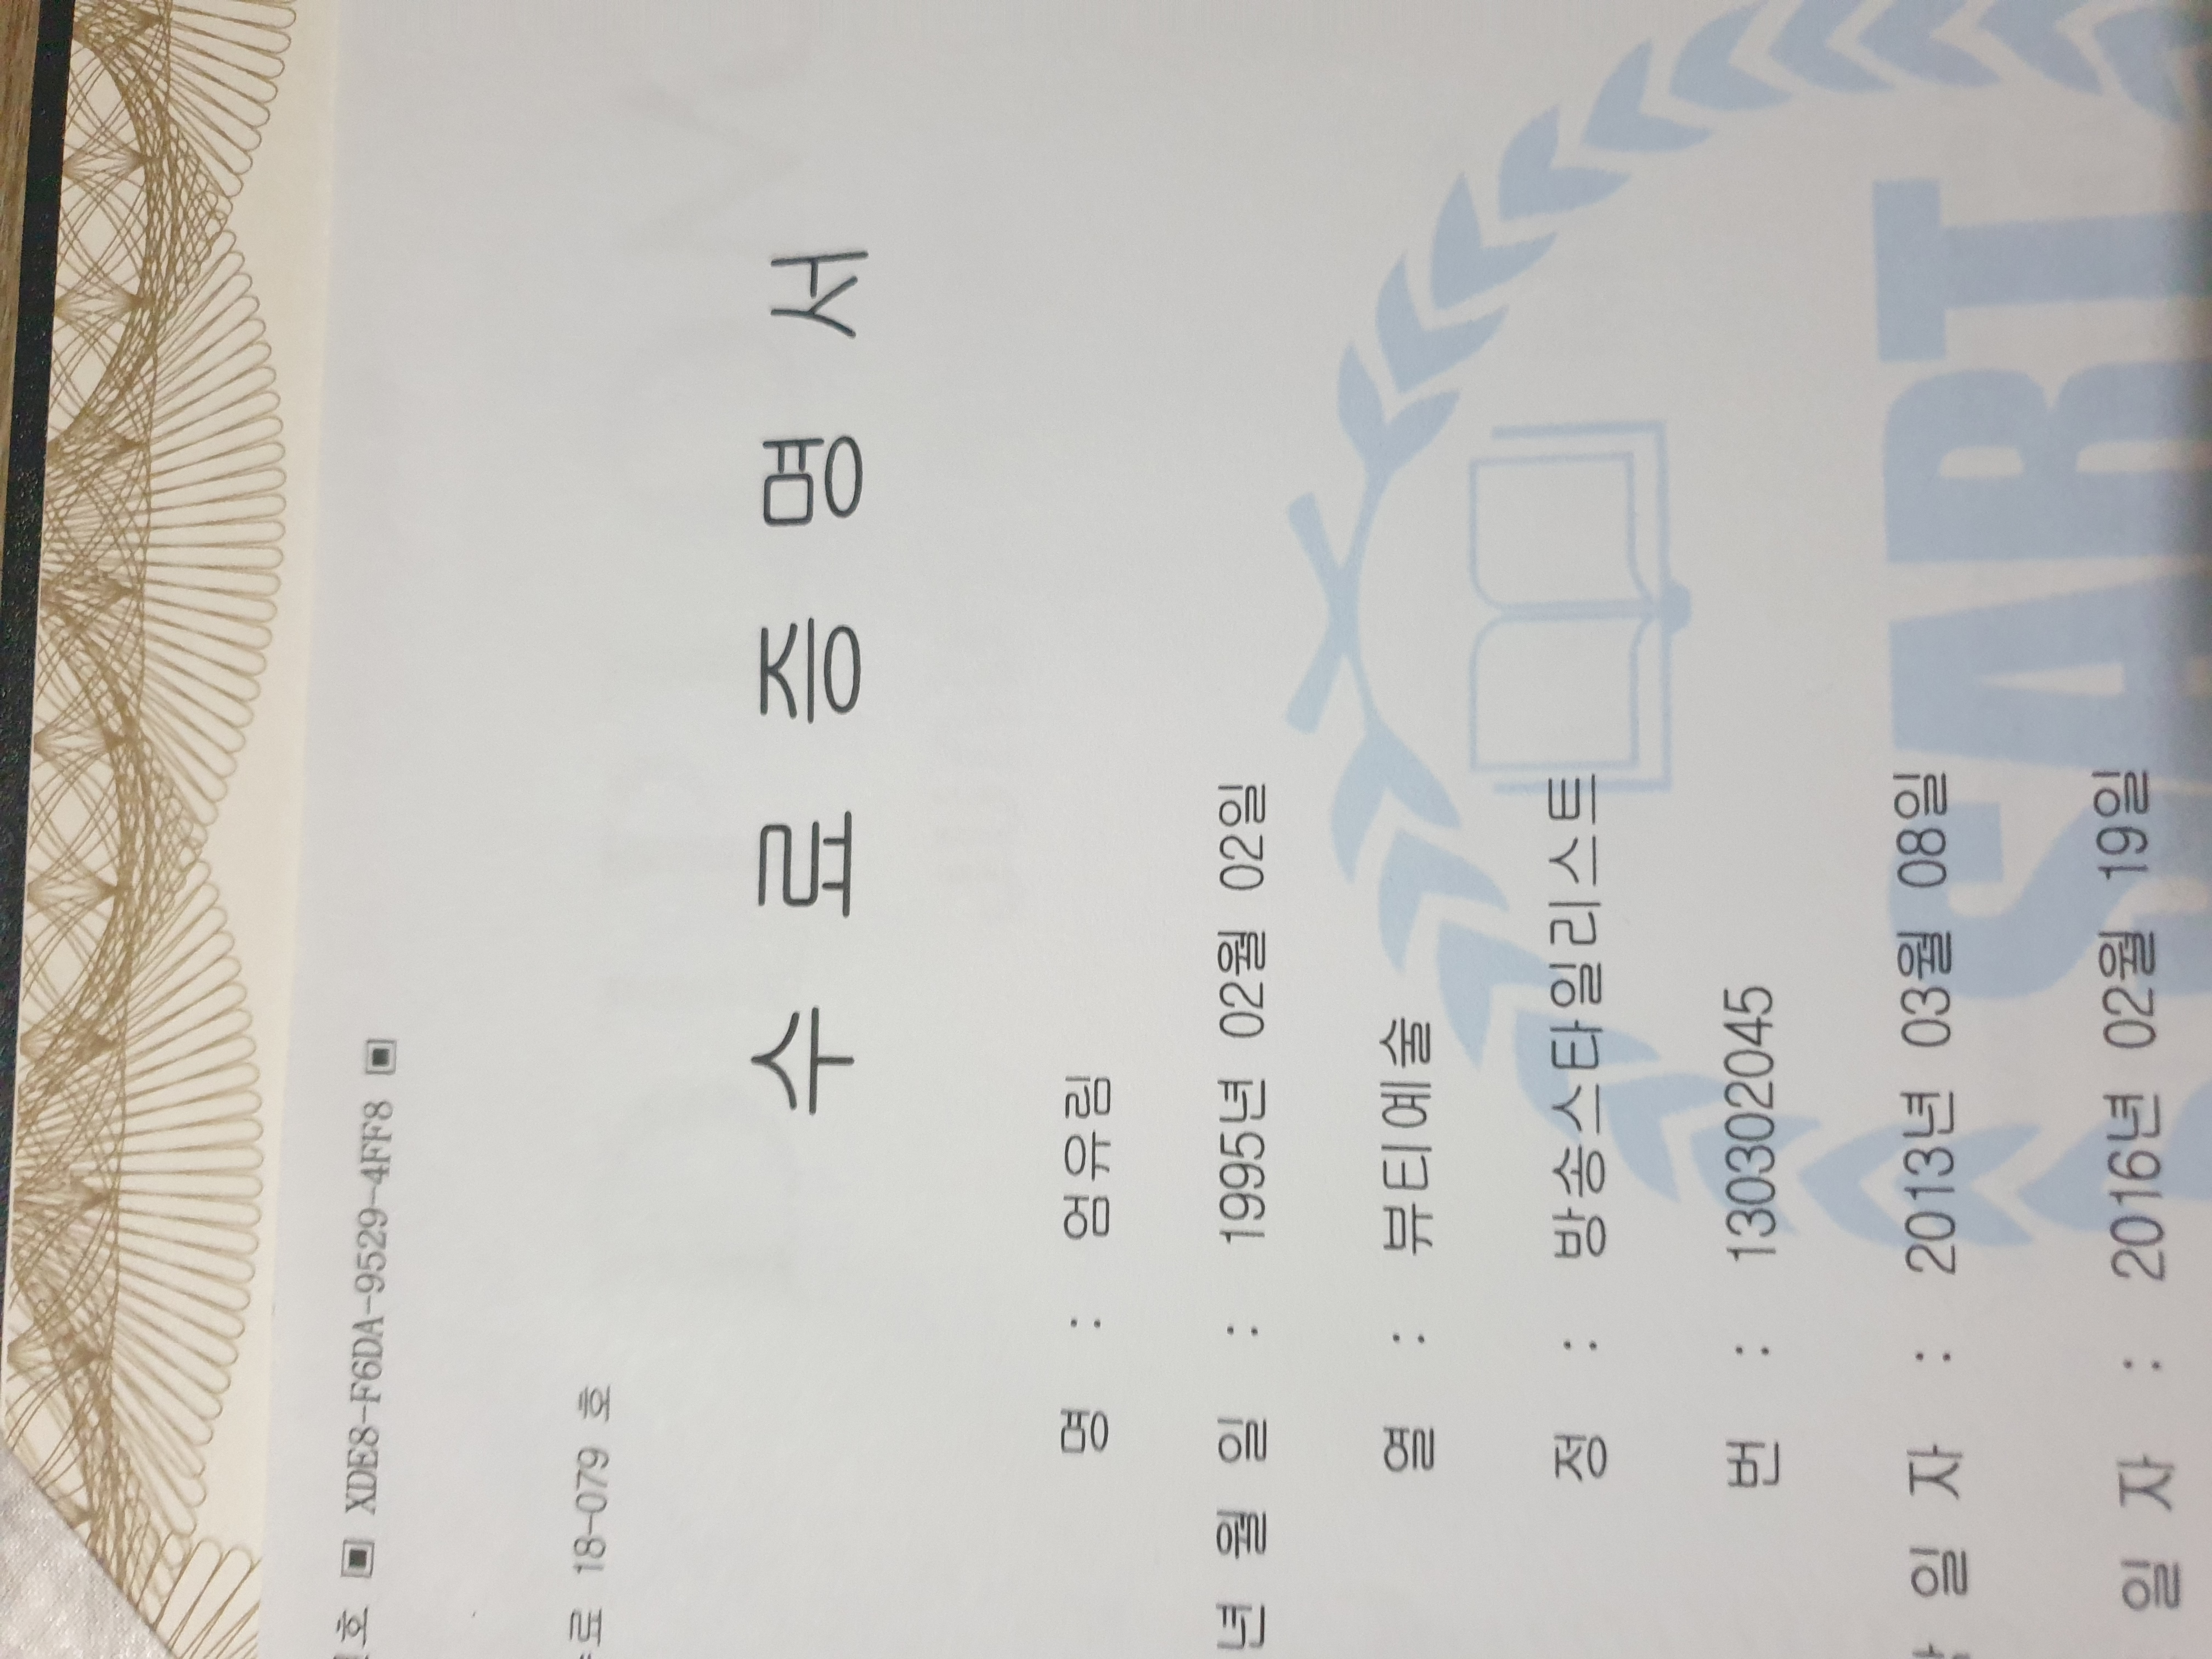 호 ▣ XDE8-F6DA-9529-4FF8 ▣
료 18-079 호
수 료 증 명 서
명 : 엄유림
년 월 일 : 1995년 02월 02일
열 : 뷰티예술
정 : 방송스타일리스트
번 : 130302045
일 자 : 2013년 03월 08일
일 자 : 2016년 02월 19일
SART